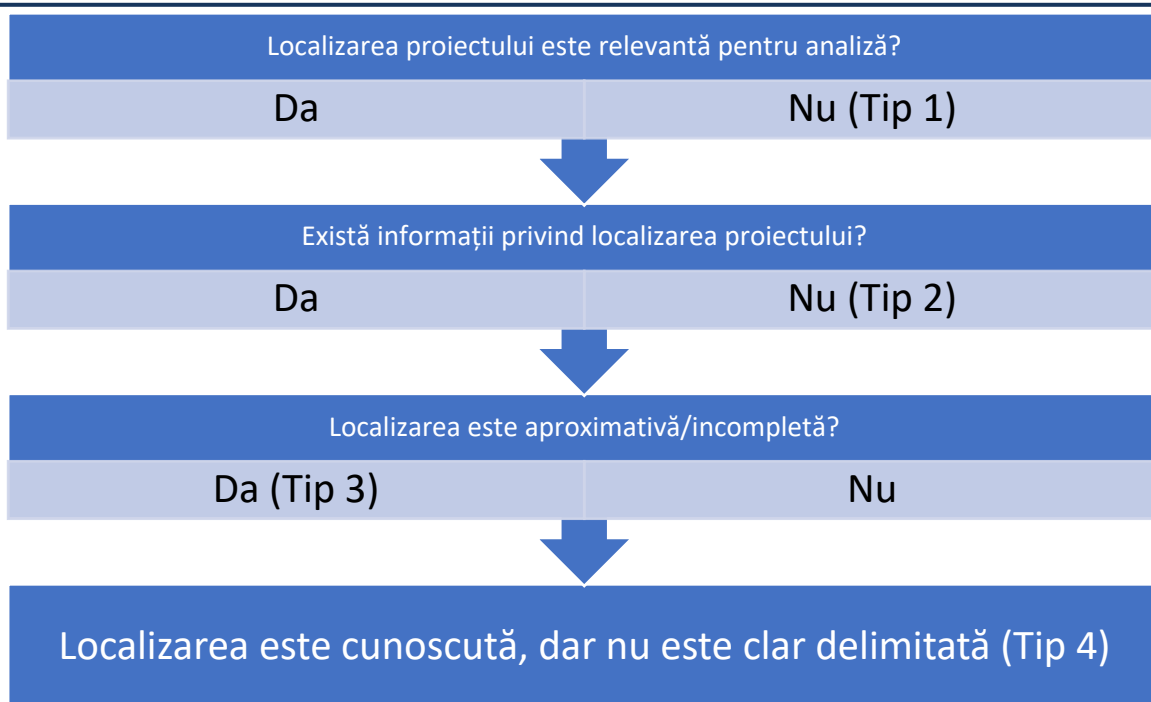 Localizarea proiectului este relevantă pentru analiză?
Da
Nu (Tip 1)
Există informații privind localizarea proiectului?
Da
Nu (Tip 2)
Localizarea este aproximativă/incompletă?
Da (Tip 3)
Nu
Localizarea este cunoscută, dar nu este clar delimitată (Tip 4)